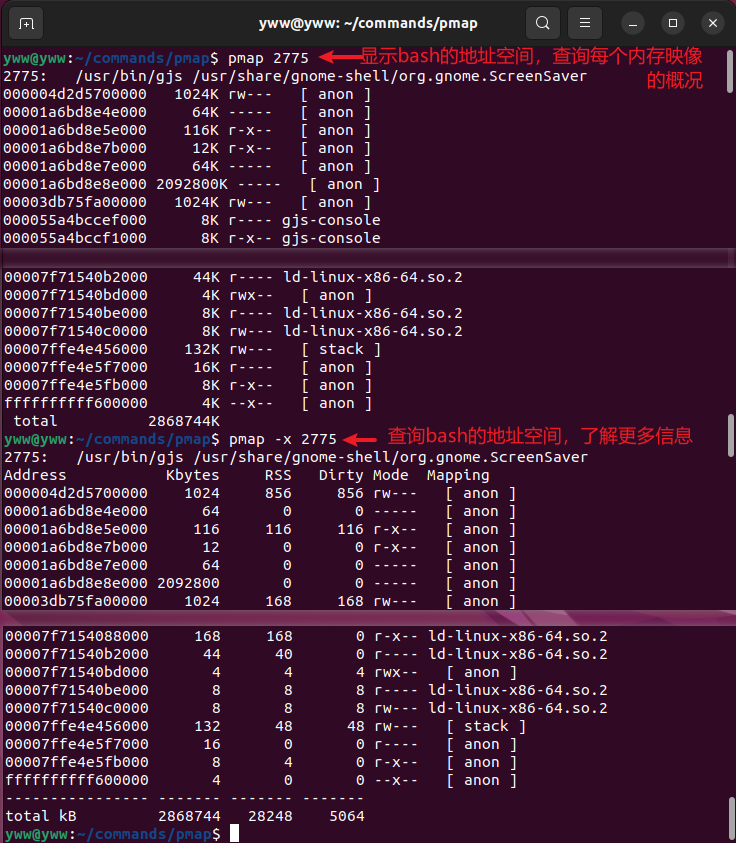 yww@yww: ~/commands/pmap
yww@yww:~/commands/pmap$ pmap 2775 显示bash的地址空间，查询每个内存映像
的概况
2775:   /usr/bin/gjs /usr/share/gnome-shell/org.gnome.ScreenSaver
000004d2d5700000   1024K rw---   [ anon ]
00001a6bd8e4e000     64K -----   [ anon ]
00001a6bd8e5e000    116K r-x--   [ anon ]
00001a6bd8e7b000     12K r-x--   [ anon ]
00001a6bd8e7e000     64K -----   [ anon ]
00001a6bd8e8e000 2092800K -----   [ anon ]
00003db75fa00000   1024K rw---   [ anon ]
000055a4bccef000      8K r---- gjs-console
000055a4bccf1000      8K r-x-- gjs-console
00007f71540b2000     44K r---- ld-linux-x86-64.so.2
00007f71540bd000      4K rwx--   [ anon ]
00007f71540be000      8K r---- ld-linux-x86-64.so.2
00007f71540c0000      8K rw--- ld-linux-x86-64.so.2
00007ffe4e456000    132K rw---   [ stack ]
00007ffe4e5f7000     16K r----   [ anon ]
00007ffe4e5fb000      8K r-x--   [ anon ]
ffffffffff600000      4K --x--   [ anon ]
 total          2868744K
yww@yww:~/commands/pmap$ pmap -x 2775 查询bash的地址空间，了解更多信息
2775:   /usr/bin/gjs /usr/share/gnome-shell/org.gnome.ScreenSaver
Address           Kbytes     RSS   Dirty Mode  Mapping
000004d2d5700000    1024     856     856 rw---   [ anon ]
00001a6bd8e4e000      64       0       0 -----   [ anon ]
00001a6bd8e5e000     116     116     116 r-x--   [ anon ]
00001a6bd8e7b000      12       0       0 r-x--   [ anon ]
00001a6bd8e7e000      64       0       0 -----   [ anon ]
00001a6bd8e8e000 2092800       0       0 -----   [ anon ]
00003db75fa00000    1024     168     168 rw---   [ anon ]
00007f7154088000     168     168       0 r-x-- ld-linux-x86-64.so.2
00007f71540b2000      44      40       0 r---- ld-linux-x86-64.so.2
00007f71540bd000       4       4       4 rwx--   [ anon ]
00007f71540be000       8       8       8 r---- ld-linux-x86-64.so.2
00007f71540c0000       8       8       8 rw--- ld-linux-x86-64.so.2
00007ffe4e456000     132      48      48 rw---   [ stack ]
00007ffe4e5f7000      16       0       0 r----   [ anon ]
00007ffe4e5fb000       8       4       0 r-x--   [ anon ]
ffffffffff600000       4       0       0 --x--   [ anon ]
---------------- ------- ------- -------
total kB         2868744   28248    5064
yww@yww:~/commands/pmap$